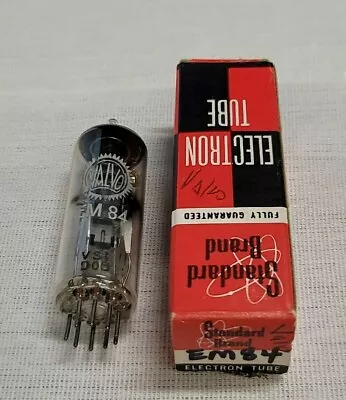 VALVO
EM 84
ELECTRON
TUBE
FULLY GUARANTEED
Standard
Brand
Standard
Brand
EM84
ELECTRON TUBE